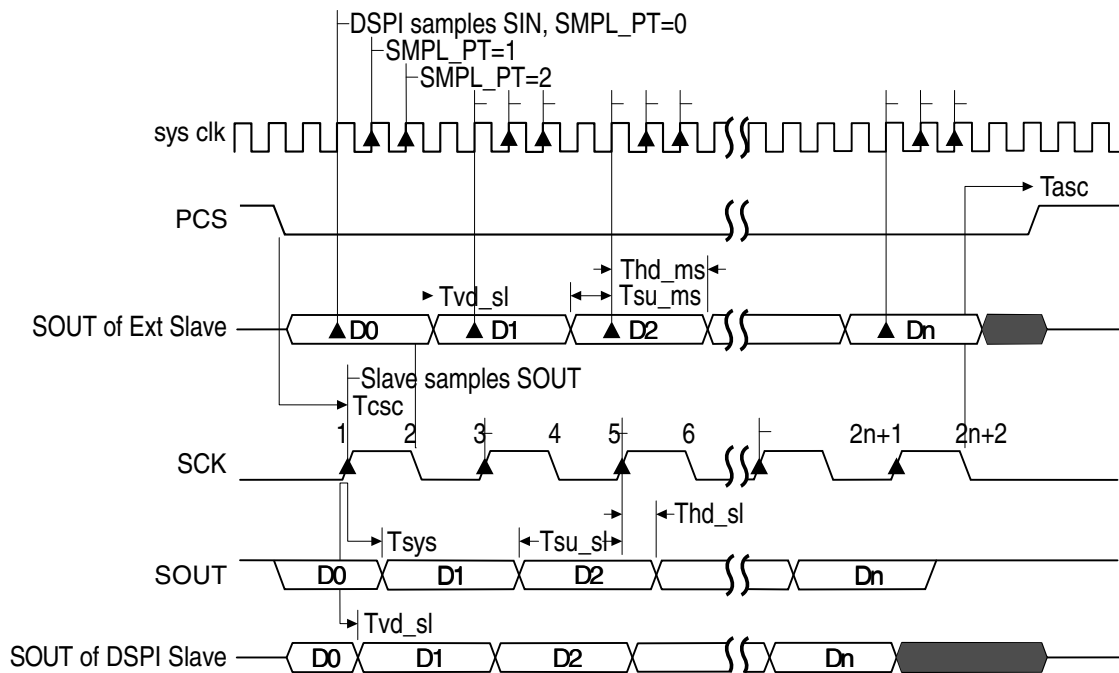 DSPI samples SIN, SMPL_PT=0
SMPL_PT=1
SMPL_PT=2
sys clk
Tasc
PCS
Thd_ms
Tvd_sl
Tsu_ms
SOUT of Ext Slave
D0
D1
D2
Dn
Slave samples SOUT
Tcsc
1 2 3 4 5 6 2n+1 2n+2
SCK
Thd_sl
Tsys
Tsu_sl
SOUT
D0
D1
D2
Dn
Tvd_sl
SOUT of DSPI Slave
D0
D1
D2
Dn